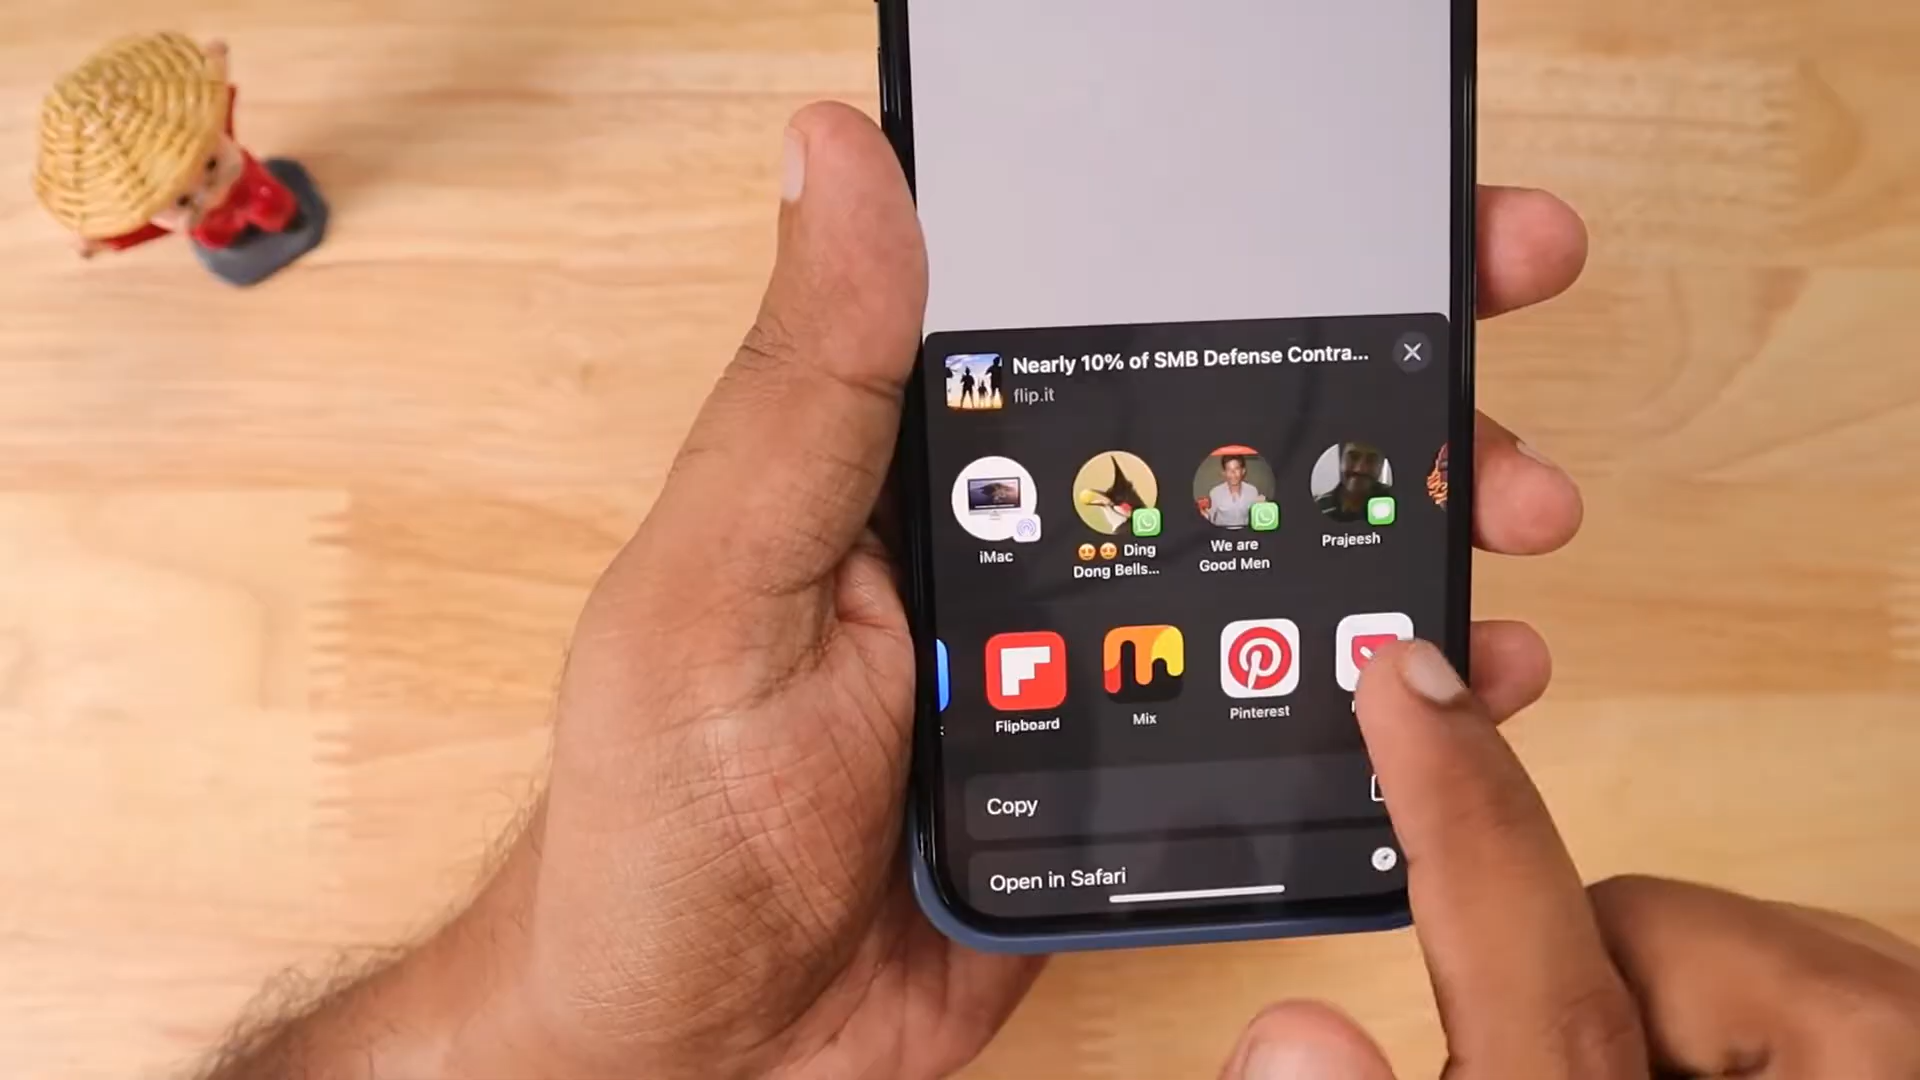 Nearly 10% of SMB Defense Contra...
flip.it
iMac
😍😍 Ding
Dong Bells...
We are
Good Men
Prajeesh
Flipboard
Mix
Pinterest
Copy
Open in Safari